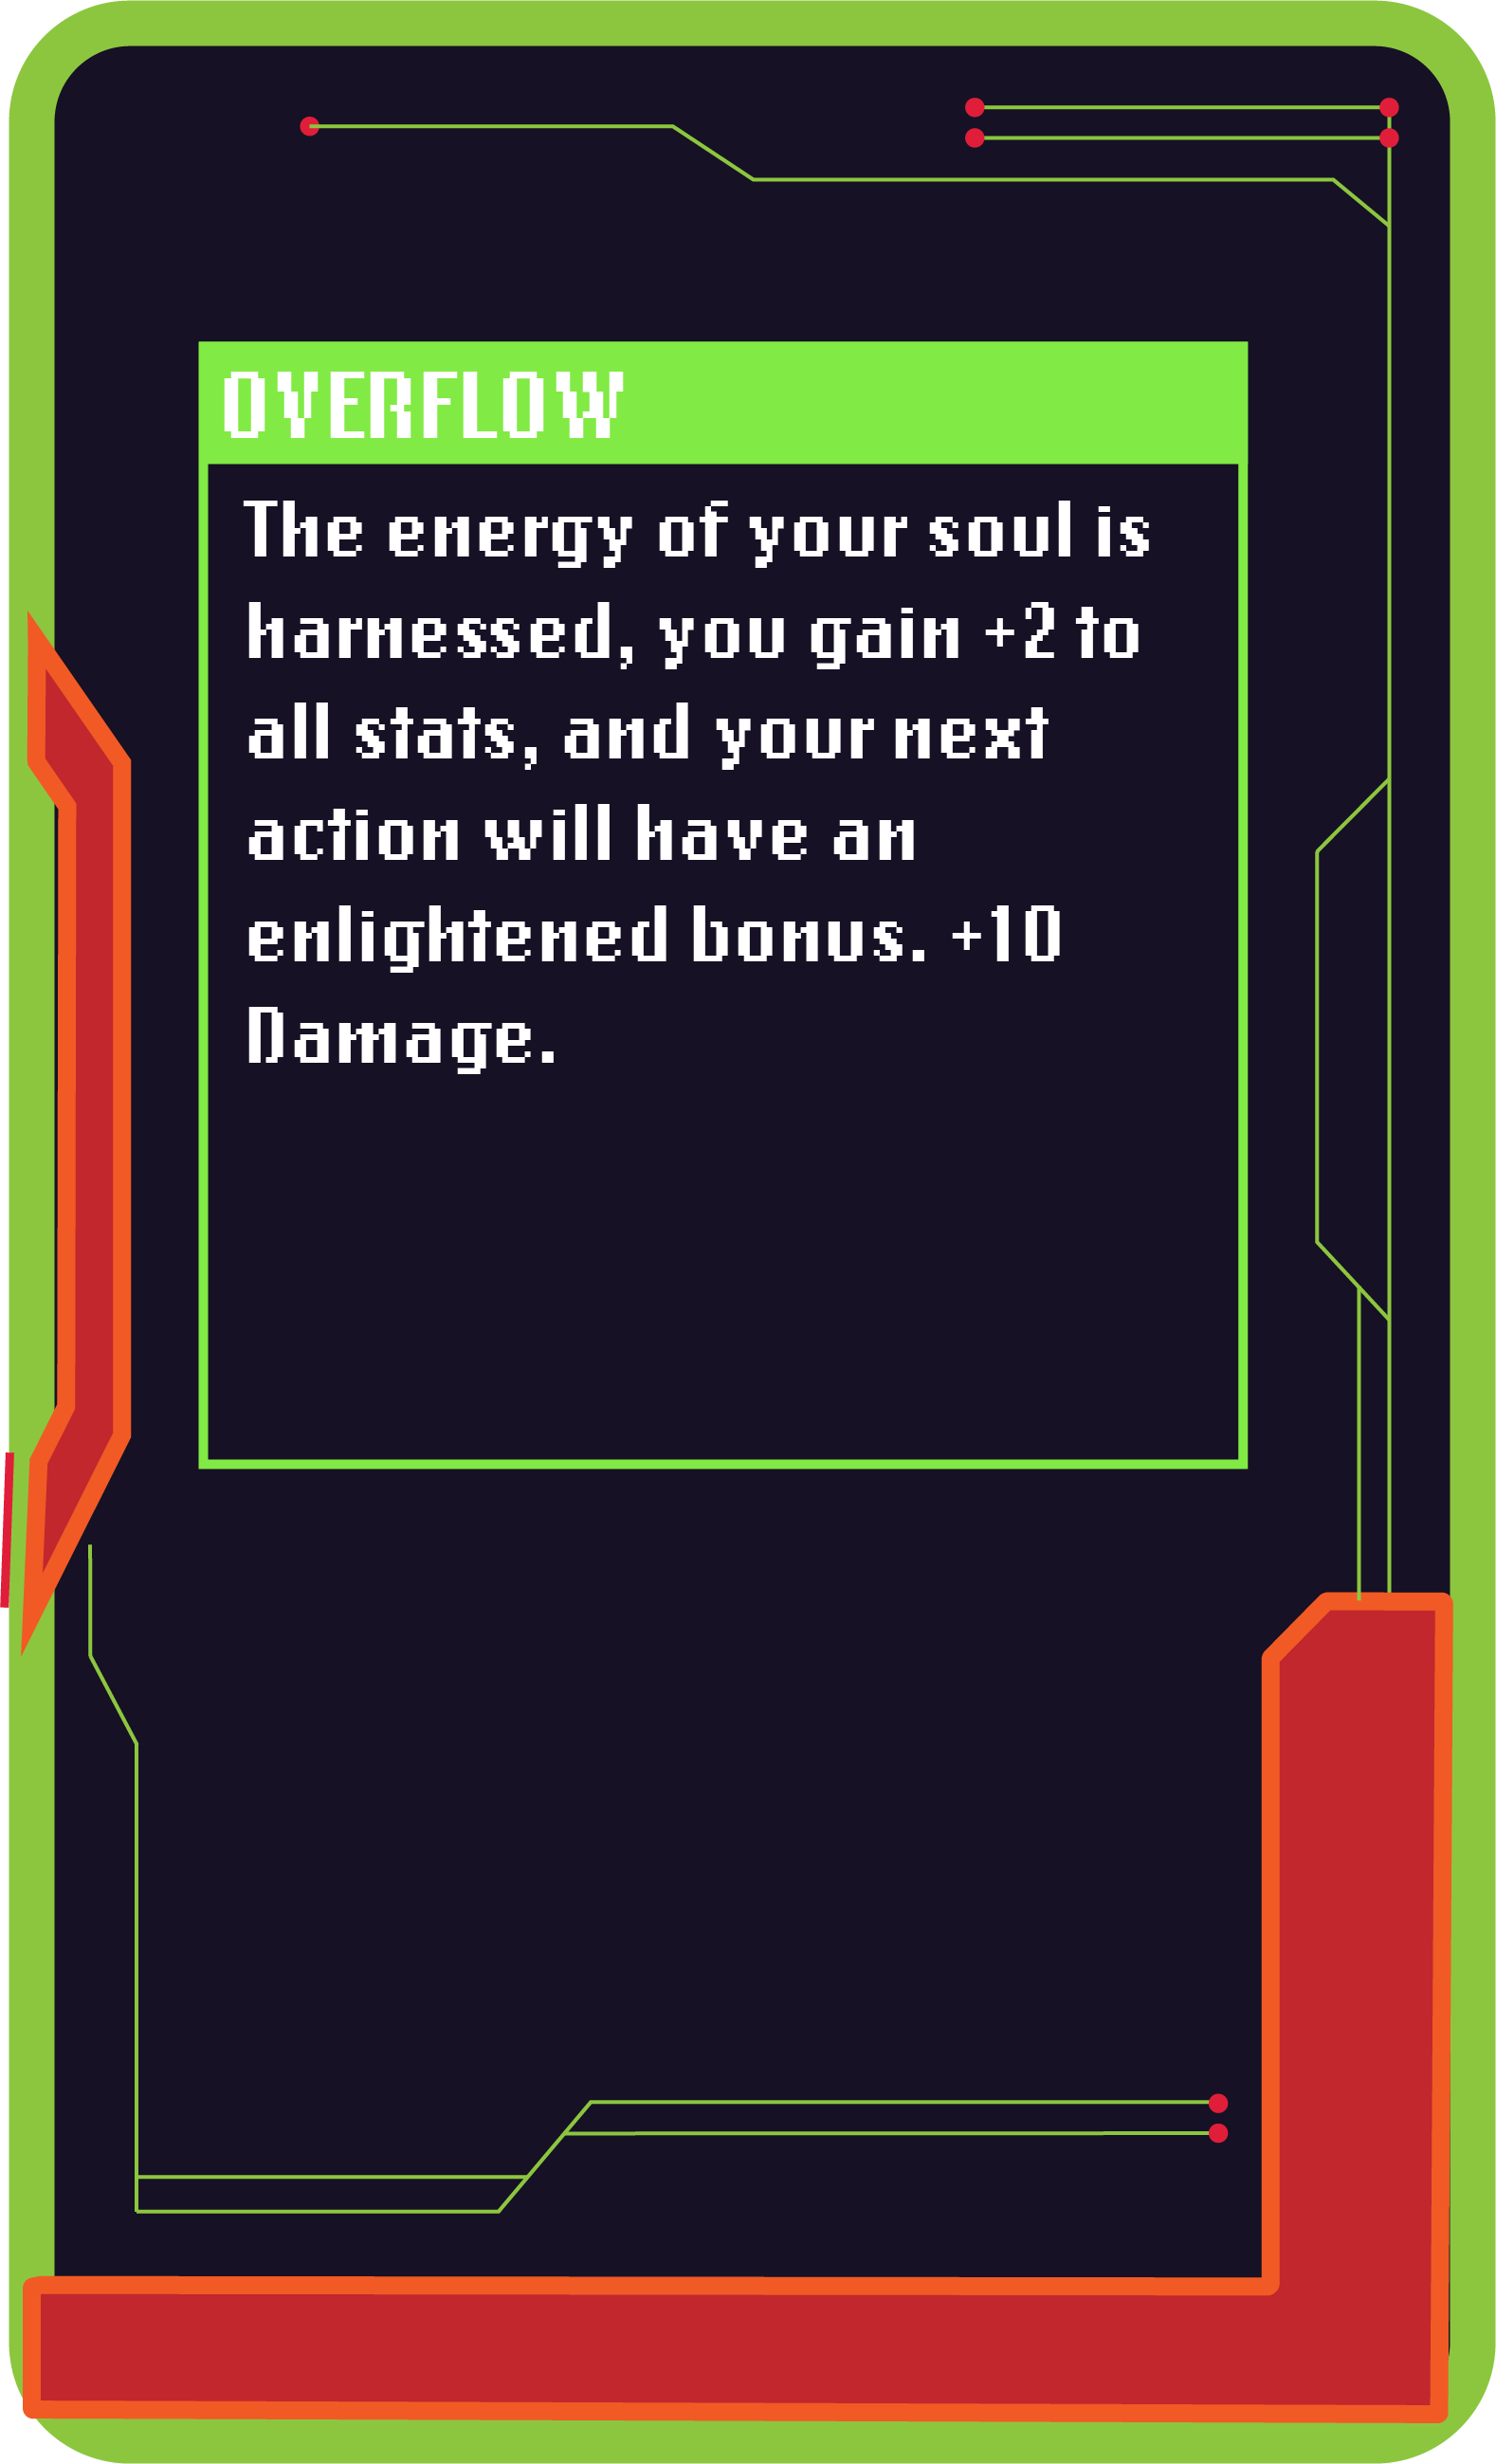 OVERFLOW
The energy of your soul is
harnessed, you gain +2 to
all stats, and your next
action will have an
enlightened bonus. +10
Damage.